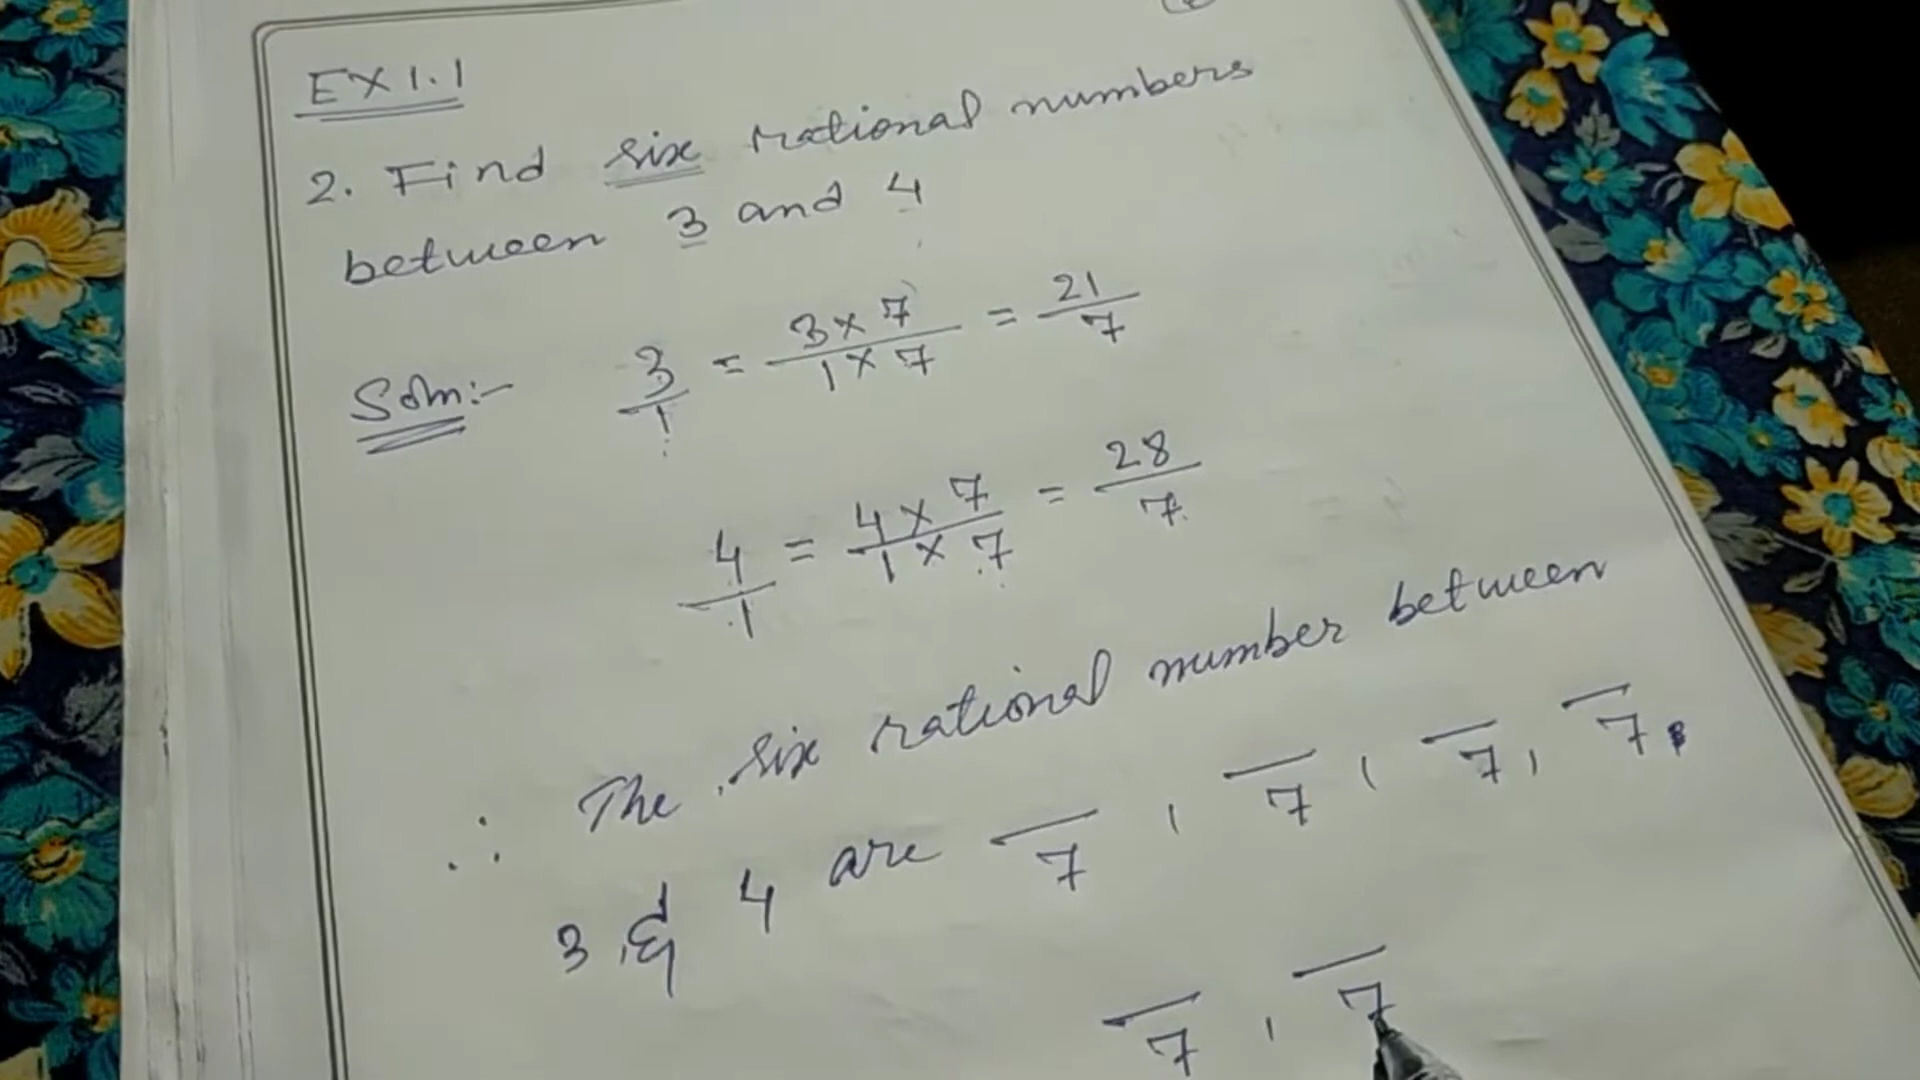 EX 1.1
2. Find six rational numbers
between 3 and 4
Soln:- 3/1 = 3×7/1×7 = 21/7
4/1 = 4×7/1×7 = 28/7
∴ The six rational number between
3 & 4 are —/7, —/7, —/7, —/7,
—/7, —/7